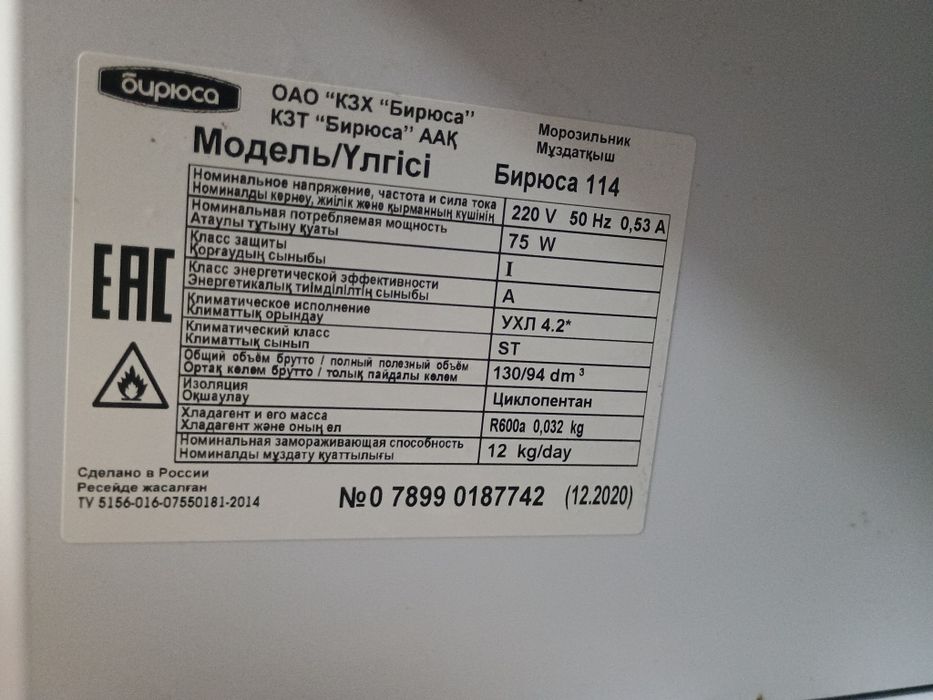 бирюса
ОАО "КЗХ "Бирюса"
КЗТ "Бирюса" ААҚ
Морозильник
Мұздатқыш
Модель/Үлгісі Бирюса 114
Номинальное напряжение, частота и сила тока
Номиналды кернеу, жиілік және қырманның күшінің
220 V 50 Hz 0,53 A
Номинальная потребляемая мощность
Атаулы тұтыну қуаты
75 W
Класс защиты
Қорғаудың сыныбы
I
Класс энергетической эффективности
Энергетикалық тиімділілтің сыныбы
A
Климатическое исполнение
Климаттық орындау
УХЛ 4.2*
Климатический класс
Климаттық сынып
ST
Общий объём брутто / полный полезный объём
Ортақ көлем брутто / толық пайдалы көлем
130/94 dm³
Изоляция
Оқшаулау
Циклопентан
Хладагент и его масса
Хладагент және оның ел
R600a 0,032 kg
Номинальная замораживающая способность
Номиналды мұздату қуаттылығы
12 kg/day
EAC
Сделано в России
Ресейде жасалған
ТУ 5156-016-07550181-2014
№0 7899 0187742 (12.2020)